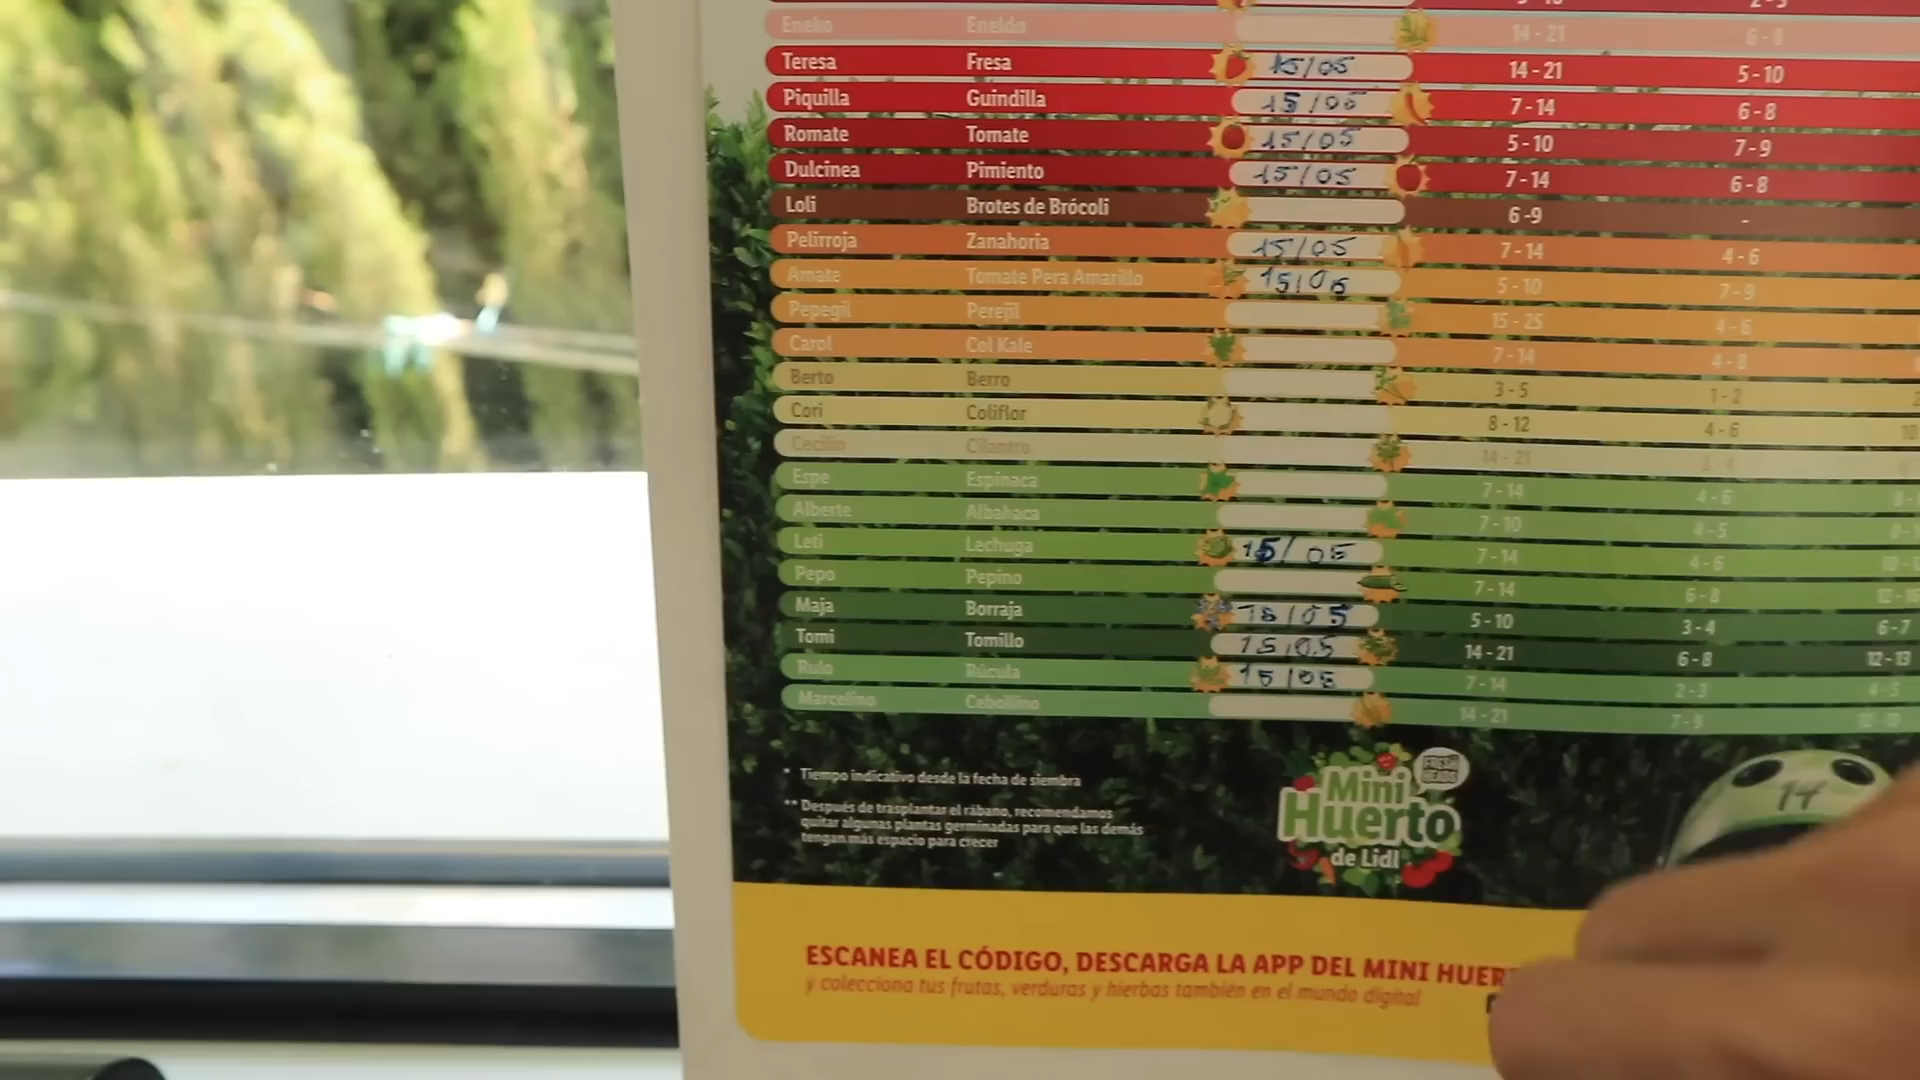 Eneko Eneldo 14 - 21 6 - 8
Teresa Fresa 15/05 14 - 21 5 - 10
Piquilla Guindilla 15/05 7 - 14 6 - 8
Romate Tomate 15/05 5 - 10 7 - 9
Dulcinea Pimiento 15/05 7 - 14 6 - 8
Loli Brotes de Brócoli 6 -9 -
Pelirroja Zanahoria 15/05 7 - 14 4 - 6
Amate Tomate Pera Amarillo 15/05 5 - 10 7 - 9
Pepegil Perejil 15 - 25 4 - 6
Carol Col Kale 7 - 14 4 - 8
Berto Berro 3 - 5 1 - 2
Cori Coliflor 8 - 12 4 - 6 10
Cecilio Cilantro 14 - 21
Espe Espinaca 7 - 14 4 - 6
Alberte Albahaca 7 - 10 4 - 5
Leti Lechuga 15/05 7 - 14 4 - 6
Pepo Pepino 7 - 14 6 - 8
Maja Borraja 15/05 5 - 10 3 - 4 6 - 7
Tomi Tomillo 15/05 14 - 21 6 - 8 12 - 13
Rulo Rúcula 15/05 7 - 14 2 - 3 4 - 5
Marcelino Cebollino 14 - 21 7 - 9
* Tiempo indicativo desde la fecha de siembra
** Después de trasplantar el rábano, recomendamos
quitar algunas plantas germinadas para que las demás
tengan más espacio para crecer
Mini
Huerto
de Lidl
14
ESCANEA EL CÓDIGO, DESCARGA LA APP DEL MINI HUER
y colecciona tus frutas, verduras y hierbas también en el mundo digital